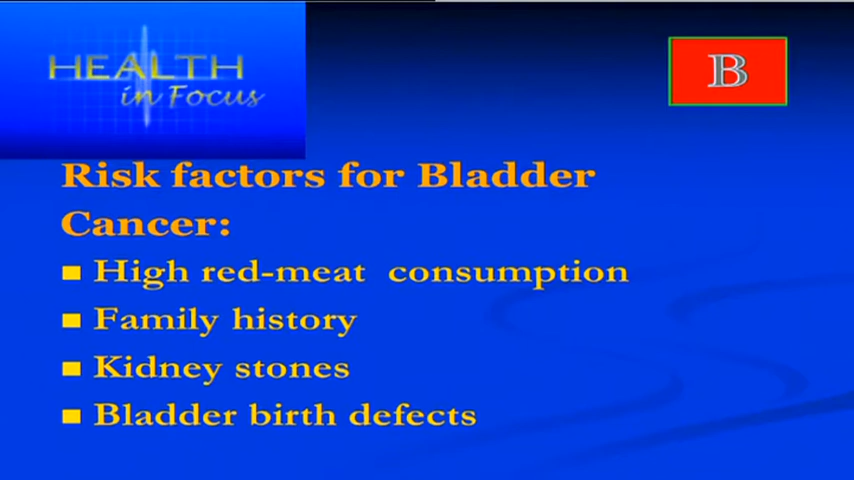 HEALTH
in Focus
B
Risk factors for Bladder
Cancer:
High red-meat consumption
Family history
Kidney stones
Bladder birth defects